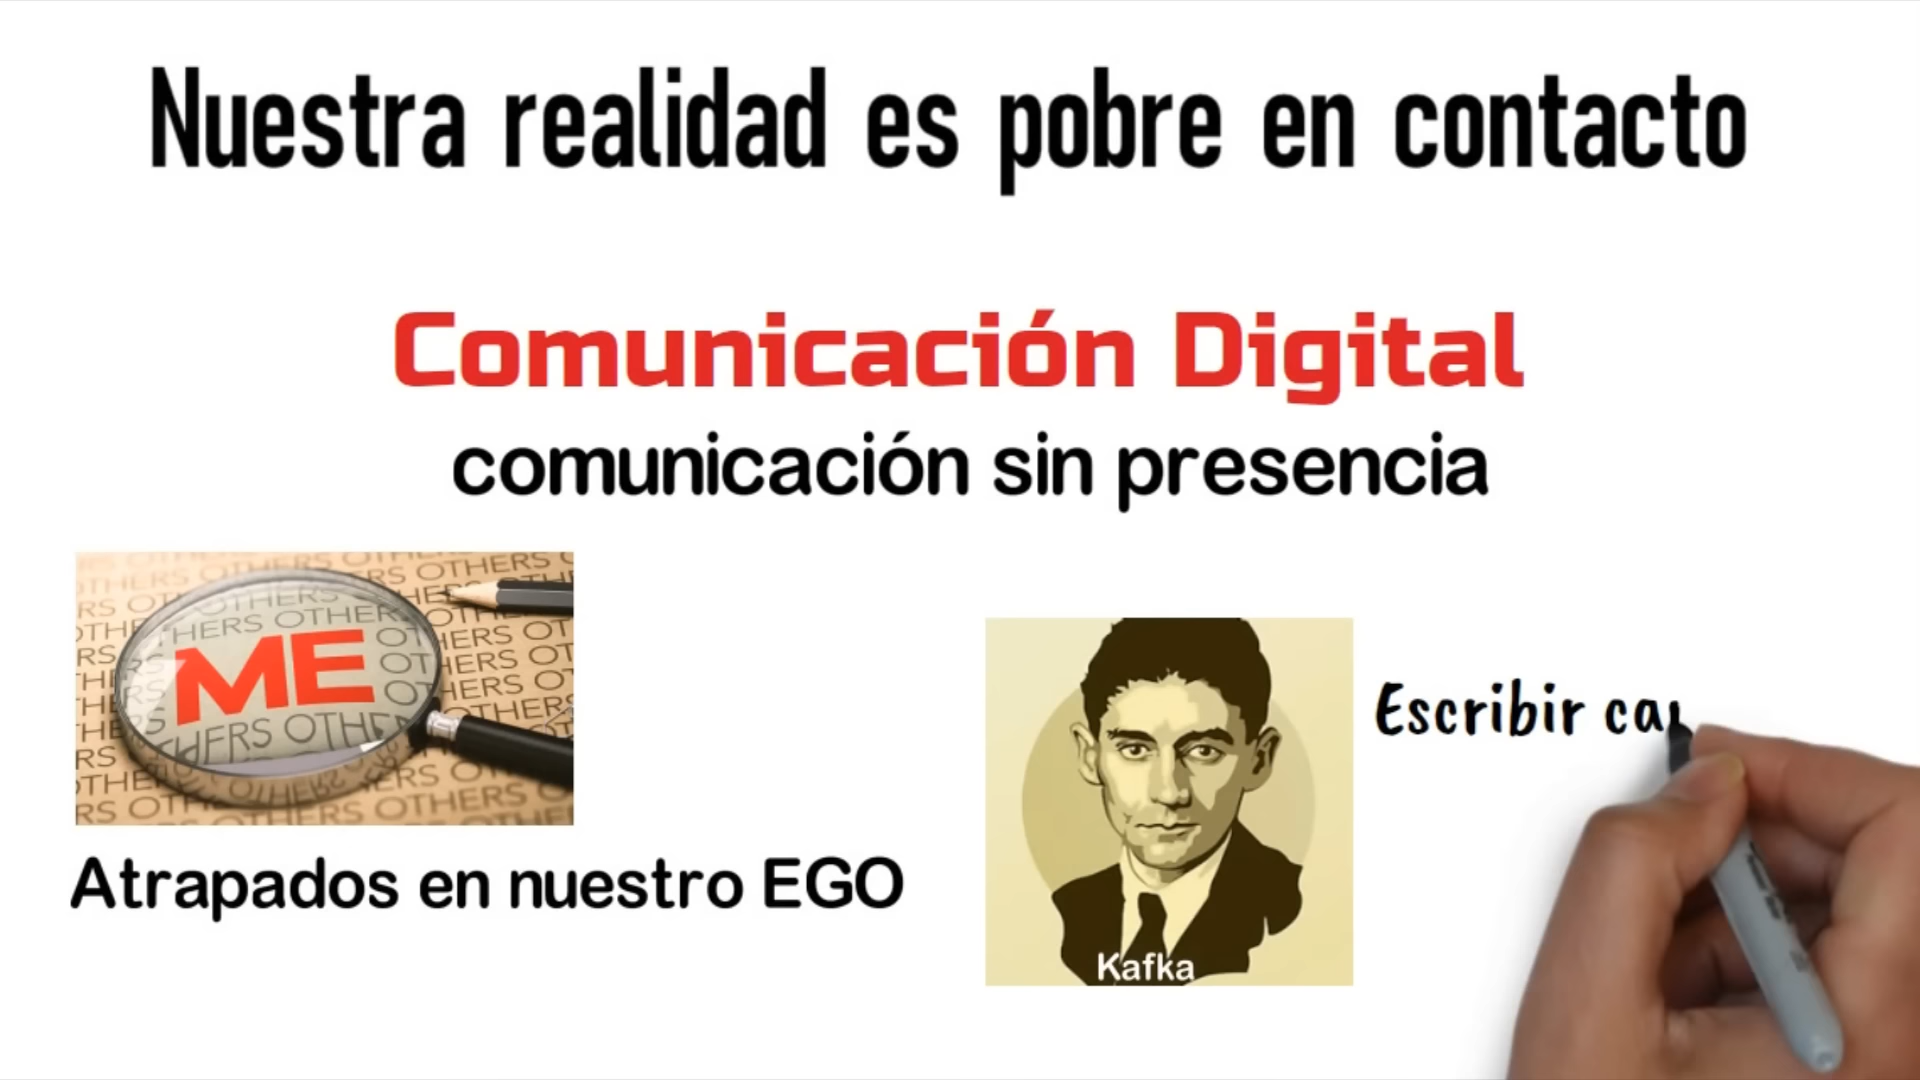 Nuestra realidad es pobre en contacto
Comunicación Digital
comunicación sin presencia
ME
Atrapados en nuestro EGO
Kafka
Escribir